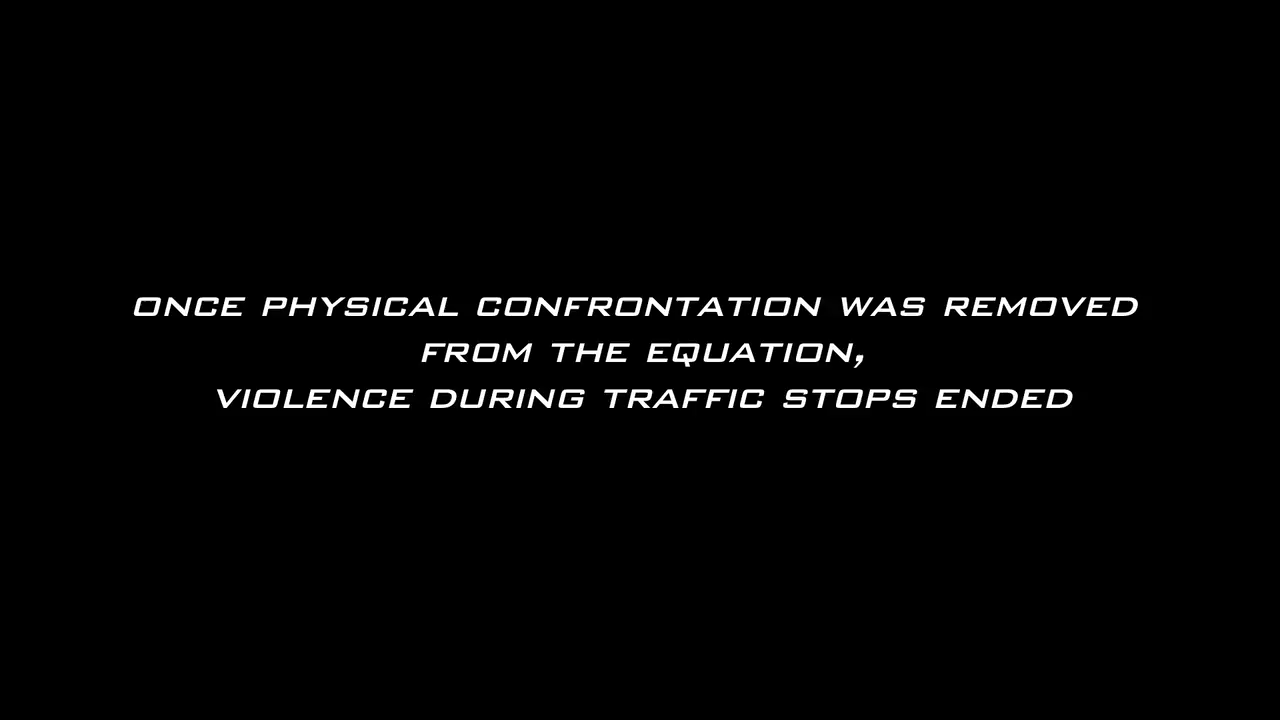 ONCE PHYSICAL CONFRONTATION WAS REMOVED
FROM THE EQUATION,
VIOLENCE DURING TRAFFIC STOPS ENDED